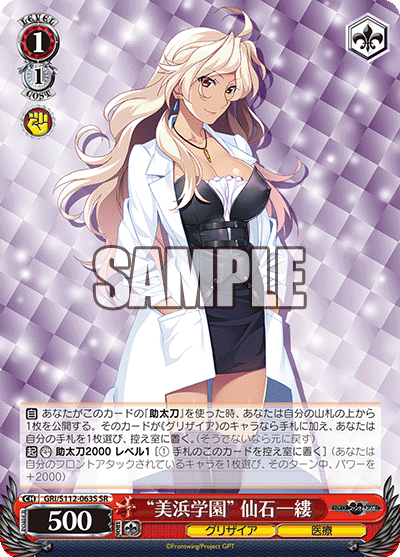 LEVEL
1
1
COST
SAMPLE
自 あなたがこのカードの「助太刀」を使った時、あなたは自分の山札の上から
1枚を公開する。そのカードが《グリザイア》のキャラなら手札に加え、あなたは
自分の手札を1枚選び、控え室に置く。(そうでないなら元に戻す)
起 助太刀2000 レベル1 [① 手札のこのカードを控え室に置く] (あなたは
自分のフロントアタックされているキャラを1枚選び、そのターン中、パワーを
+2000)
CH GRI/S112-063S SR
“美浜学園” 仙石一縷
POWER
500
グリザイア
医療
©Frontwing/Project GPT